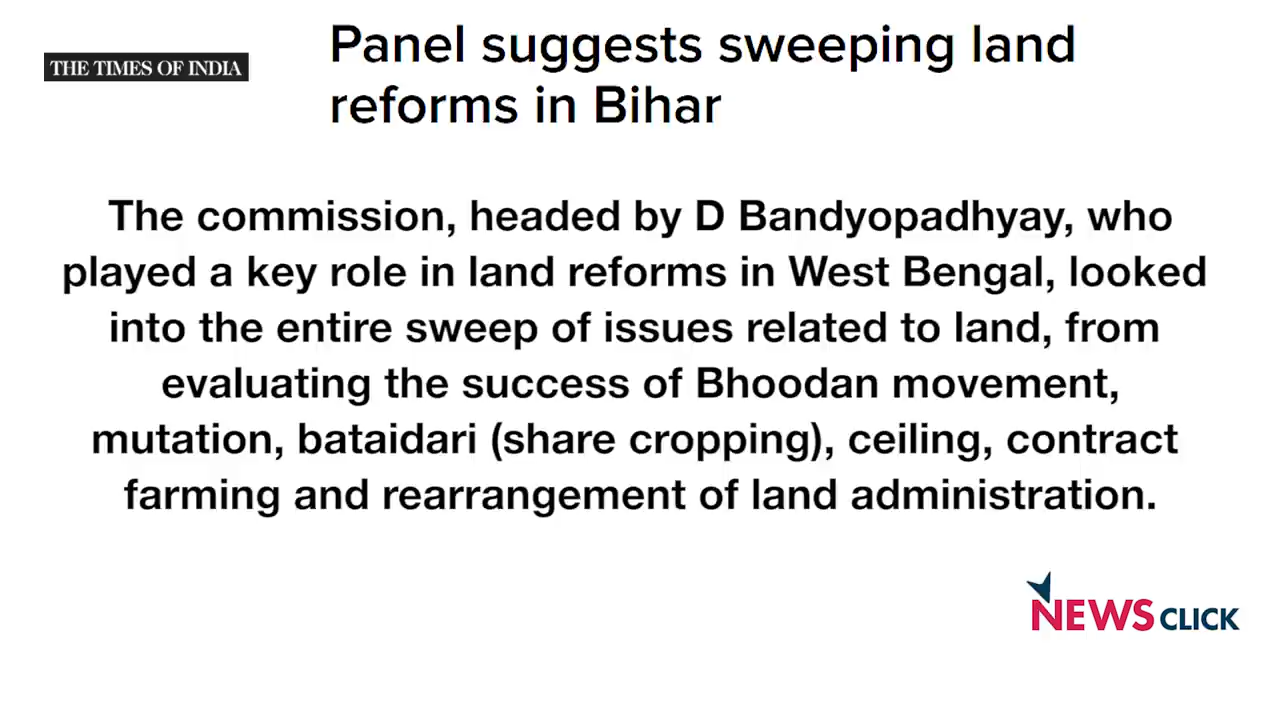 THE TIMES OF INDIA
Panel suggests sweeping land
reforms in Bihar
The commission, headed by D Bandyopadhyay, who
played a key role in land reforms in West Bengal, looked
into the entire sweep of issues related to land, from
evaluating the success of Bhoodan movement,
mutation, bataidari (share cropping), ceiling, contract
farming and rearrangement of land administration.
NEWSCLICK